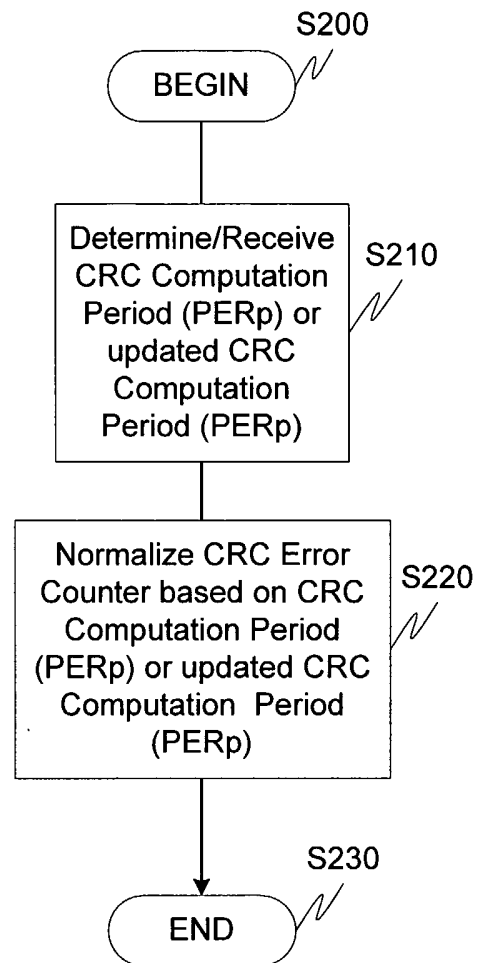 S200
BEGIN
Determine/Receive
CRC Computation
Period (PERp) or
updated CRC
Computation
Period (PERp)
S210
Normalize CRC Error
Counter based on CRC
Computation Period
(PERp) or updated CRC
Computation Period
(PERp)
S220
S230
END